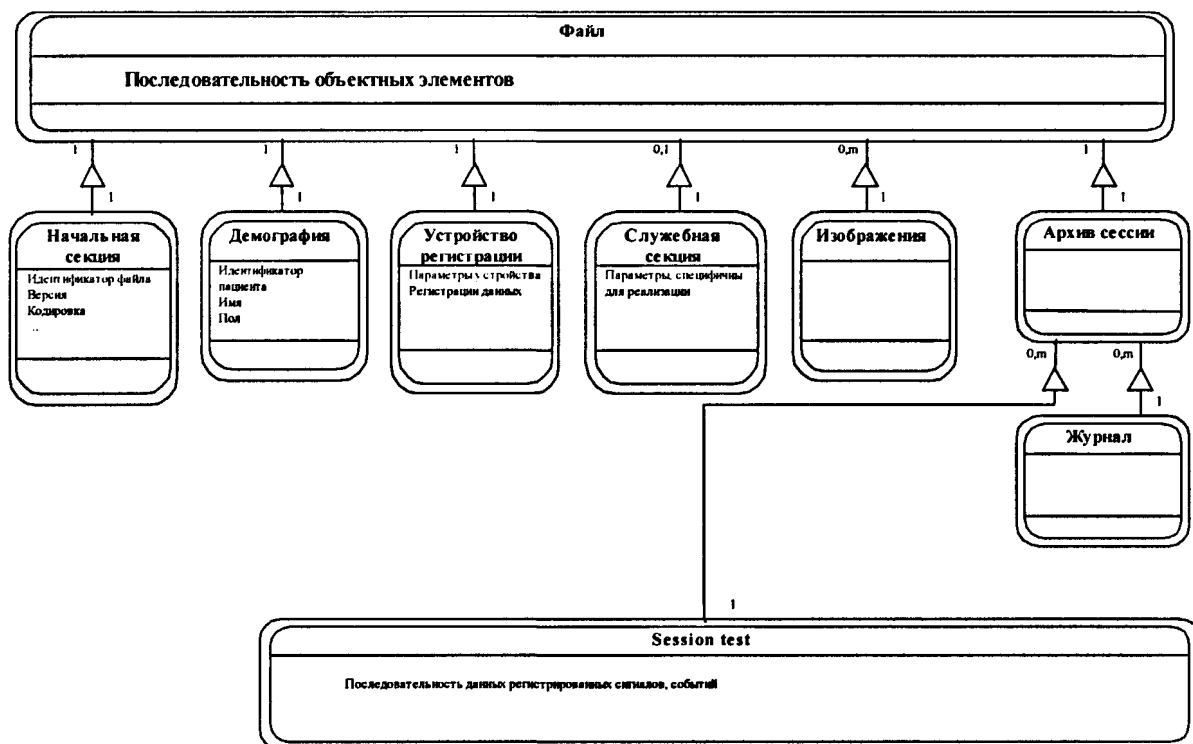 Файл
Последовательность объектных элементов
1 1 1 0,1 0,m 1
1 1 1 1 1 1
Начальная
секция
Идентификатор файла
Версия
Кодировка
..
Демография
Идентификатор
пациента
Имя
Пол
Устройство
регистрации
Параметры устройства
Регистрации данных
Служебная
секция
Параметры, специфичны
для реализации
Изображения
Архив сессии
0,m 0,m
1
Журнал
1
Session test
Последовательность данных регистрированных сигналов, событий